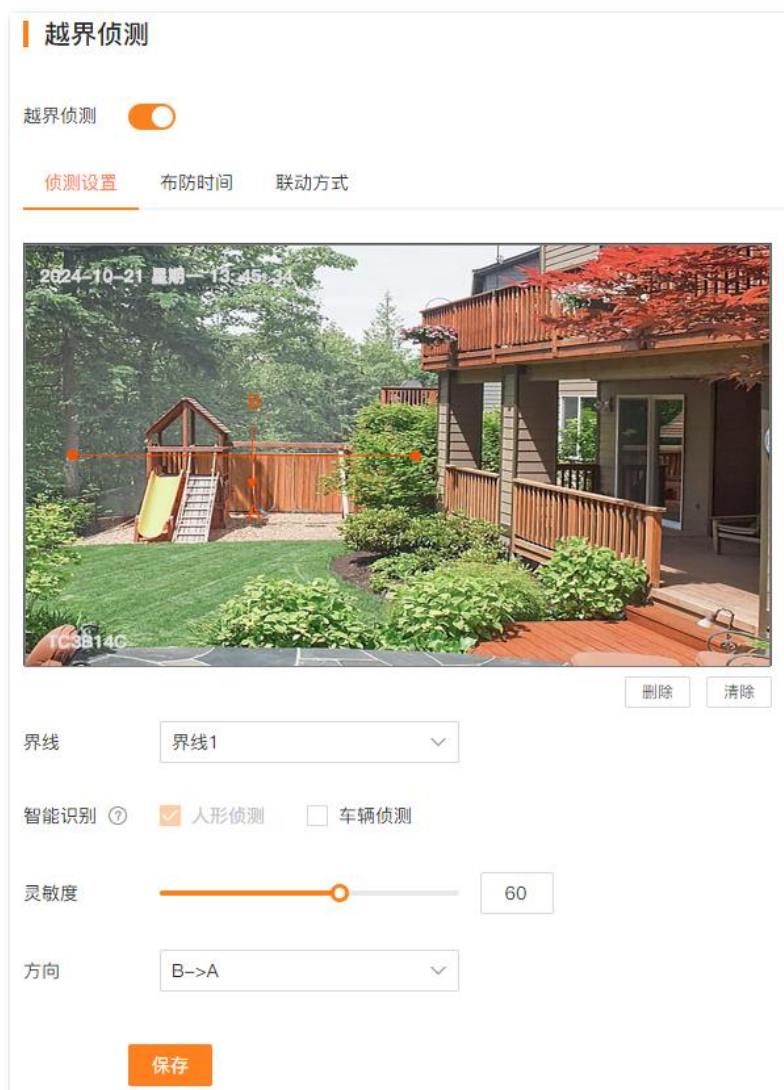 越界侦测
越界侦测
侦测设置 布防时间 联动方式
2024-10-21 星期一 13:45:34
B
A
TC3B14C
删除 清除
界线 界线1
智能识别 ? 人形侦测 车辆侦测
灵敏度 60
方向 B->A
保存